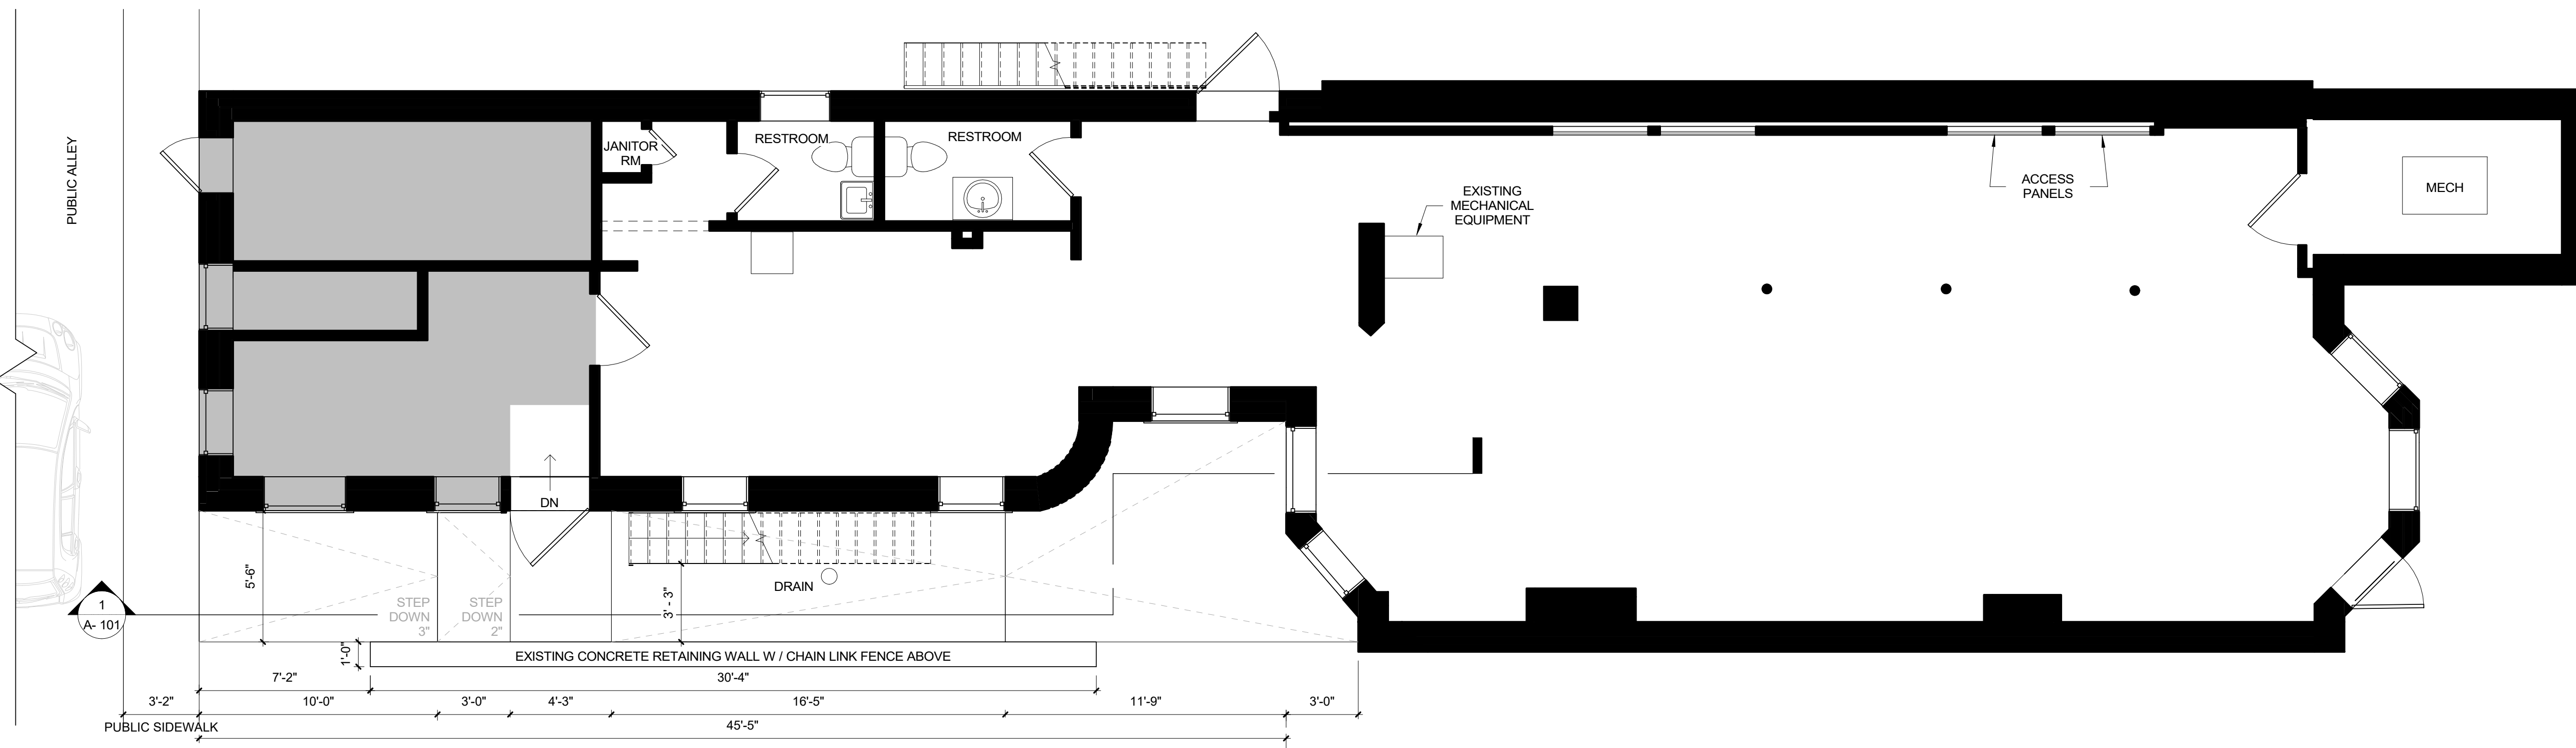 PUBLIC ALLEY
JANITOR
RM
RESTROOM
RESTROOM
EXISTING
MECHANICAL
EQUIPMENT
ACCESS
PANELS
MECH
DN
5'-6"
STEP
DOWN
3"
STEP
DOWN
2"
3' - 3"
DRAIN
1
A- 101
1'-0"
EXISTING CONCRETE RETAINING WALL W / CHAIN LINK FENCE ABOVE
7'-2"
30'-4"
3'-2"
10'-0"
3'-0"
4'-3"
16'-5"
11'-9"
3'-0"
PUBLIC SIDEWALK
45'-5"